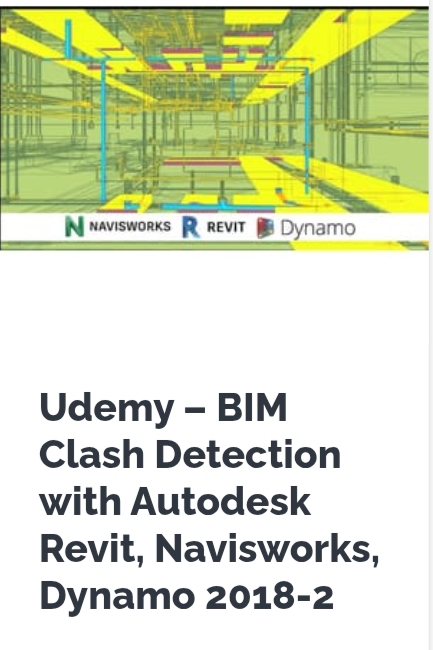 NAVISWORKS REVIT Dynamo
Udemy – BIM
Clash Detection
with Autodesk
Revit, Navisworks,
Dynamo 2018-2